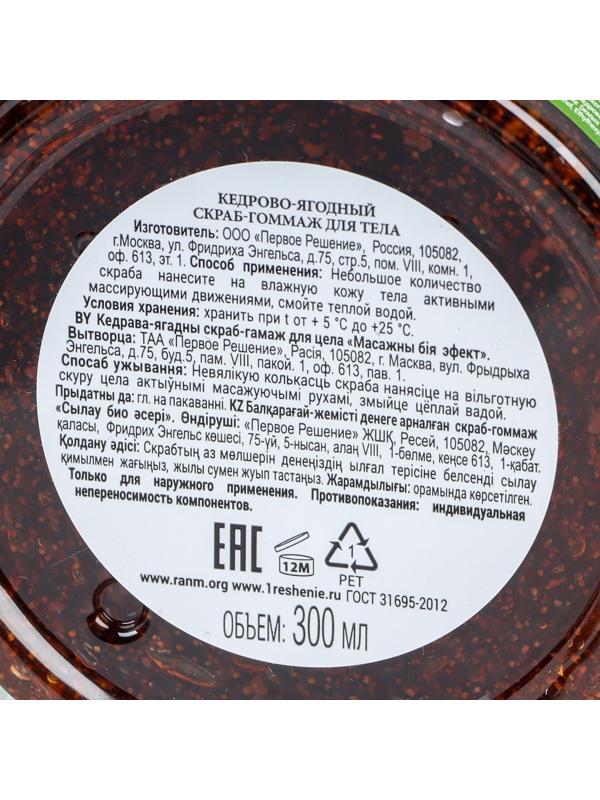 КЕДРОВО-ЯГОДНЫЙ
СКРАБ-ГОММАЖ ДЛЯ ТЕЛА
Изготовитель: ООО «Первое Решение», Россия, 105082,
г.Москва, ул. Фридриха Энгельса, д.75, стр.5, пом. VIII, комн. 1,
оф. 613, эт. 1. Способ применения: Небольшое количество
скраба нанесите на влажную кожу тела активными
массирующими движениями, смойте теплой водой.
Условия хранения: хранить при t от + 5 °C до +25 °C.
BY Кедрава-ягадны скраб-гамаж для цела «Масажны бія эфект».
Вытворца: ТАА «Первое Решение», Расія, 105082, г. Масква, вул. Фрыдрыха
Энгельса, д.75, буд.5, пам. VIII, пакой. 1, оф. 613, пав. 1.
Спосаб ужывання: Невялікую колькасць скраба нанясіце на вільготную
скуру цела актыўнымі масажуючымі рухамі, змыйце цёплай вадой.
Прыдатны да: гл. на пакаванні. KZ Балқарағай-жемісті денеге арналған скраб-гоммаж
«Сылау био әсері». Өндіруші: «Первое Решение» ЖШҚ, Ресей, 105082, Мәскеу
қаласы, Фридрих Энгельс көшесі, 75-үй, 5-нысан, алаң VIII, 1-бөлме, кеңсе 613, 1-қабат.
Қолдану әдісі: Скрабтың аз мөлшерін денеңіздің ылғал терісіне белсенді сылау
қимылмен жағыңыз, жылы сумен жуып тастаңыз. Жарамдылығы: орамында көрсетілген.
Только для наружного применения. Противопоказания: индивидуальная
непереносимость компонентов.
ЕАС 12M 1 PET
www.ranm.org www.1reshenie.ru ГОСТ 31695-2012
ОБЪЕМ: 300 МЛ